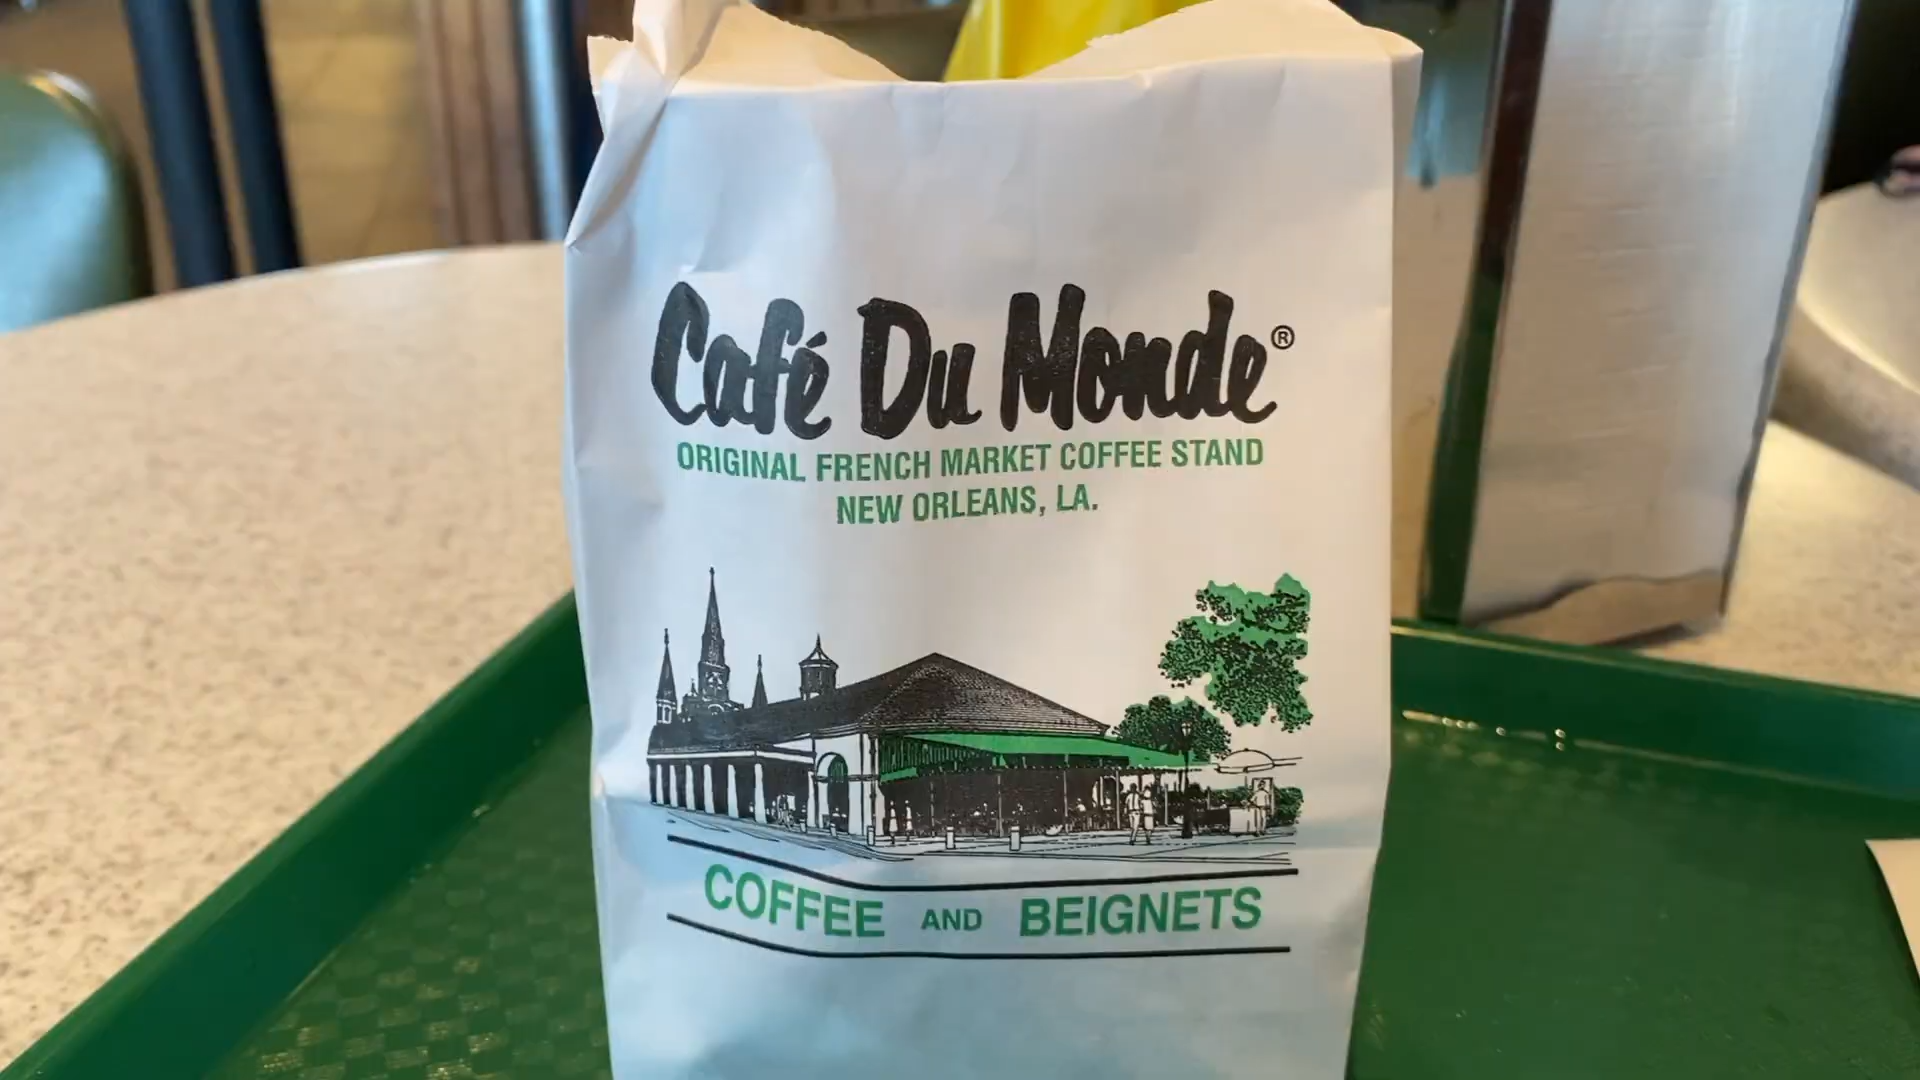 Café Du Monde®
ORIGINAL FRENCH MARKET COFFEE STAND
NEW ORLEANS, LA.
COFFEE AND BEIGNETS